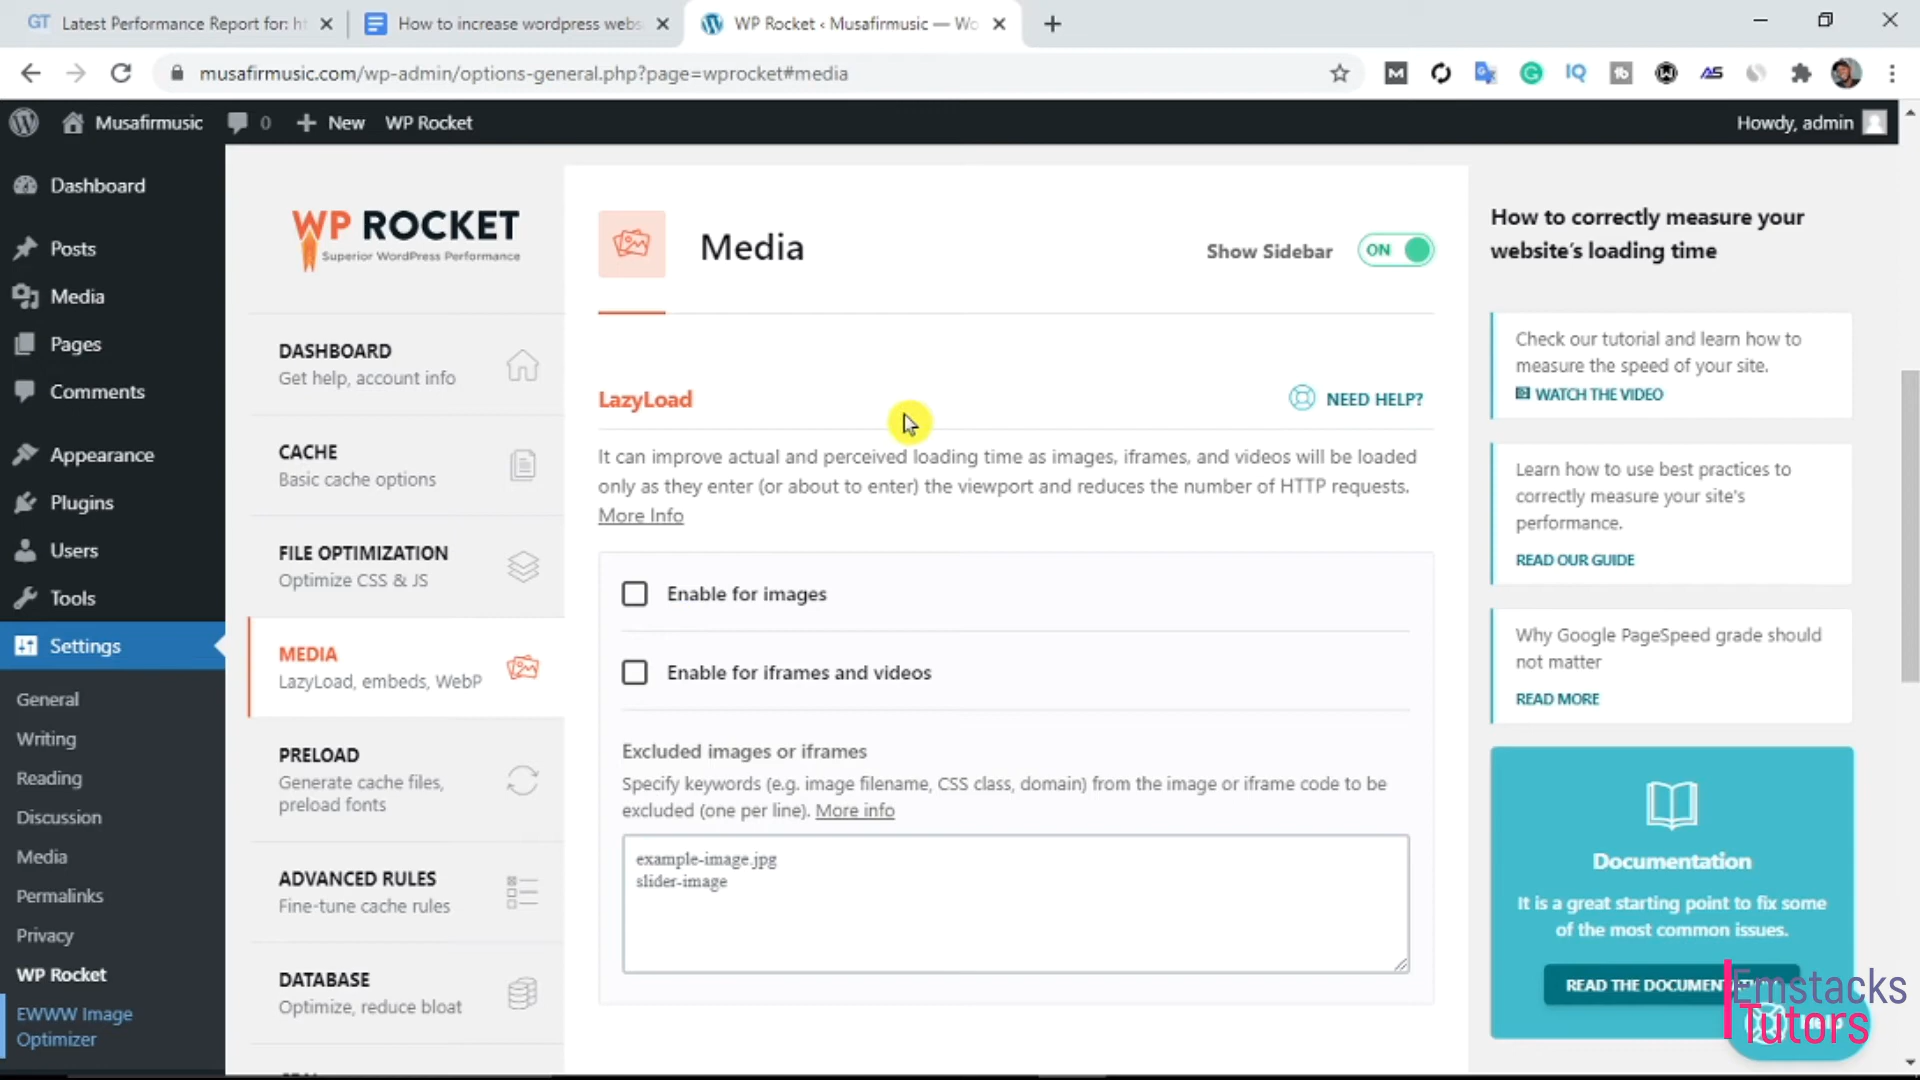 GT Latest Performance Report for: ht
How to increase wordpress webs
WP Rocket ‹ Musafirmusic — Wo
musafirmusic.com/wp-admin/options-general.php?page=wprocket#media
Musafirmusic
0
New
WP Rocket
Howdy, admin
Dashboard
Posts
Media
Pages
Comments
Appearance
Plugins
Users
Tools
Settings
General
Writing
Reading
Discussion
Media
Permalinks
Privacy
WP Rocket
EWWW Image
Optimizer
WP ROCKET
Superior WordPress Performance
DASHBOARD
Get help, account info
CACHE
Basic cache options
FILE OPTIMIZATION
Optimize CSS & JS
MEDIA
LazyLoad, embeds, WebP
PRELOAD
Generate cache files,
preload fonts
ADVANCED RULES
Fine-tune cache rules
DATABASE
Optimize, reduce bloat
Media
Show Sidebar
ON
LazyLoad
NEED HELP?
It can improve actual and perceived loading time as images, iframes, and videos will be loaded
only as they enter (or about to enter) the viewport and reduces the number of HTTP requests.
More Info
Enable for images
Enable for iframes and videos
Excluded images or iframes
Specify keywords (e.g. image filename, CSS class, domain) from the image or iframe code to be
excluded (one per line). More info
example-image.jpg
slider-image
How to correctly measure your
website's loading time
Check our tutorial and learn how to
measure the speed of your site.
WATCH THE VIDEO
Learn how to use best practices to
correctly measure your site's
performance.
READ OUR GUIDE
Why Google PageSpeed grade should
not matter
READ MORE
Documentation
It is a great starting point to fix some
of the most common issues.
READ THE DOCUMEN
Emstacks
Tutors